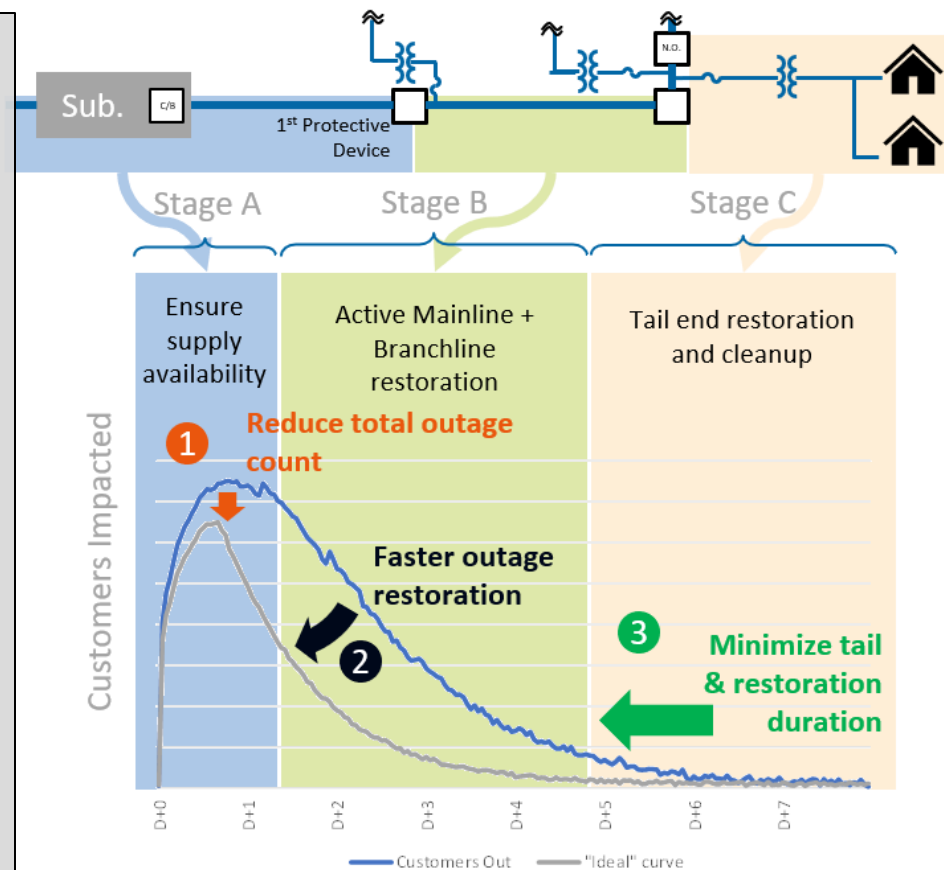 N.O.
Sub.
C/B
1st Protective
Device
Stage A
Stage B
Stage C
Ensure
supply
availability
Active Mainline +
Branchline
restoration
Tail end restoration
and cleanup
Customers Impacted
1
Reduce total outage
count
Faster outage
restoration
2
3
Minimize tail
& restoration
duration
D+0
D+1
D+2
D+3
D+4
D+5
D+6
D+7
Customers Out
"Ideal" curve